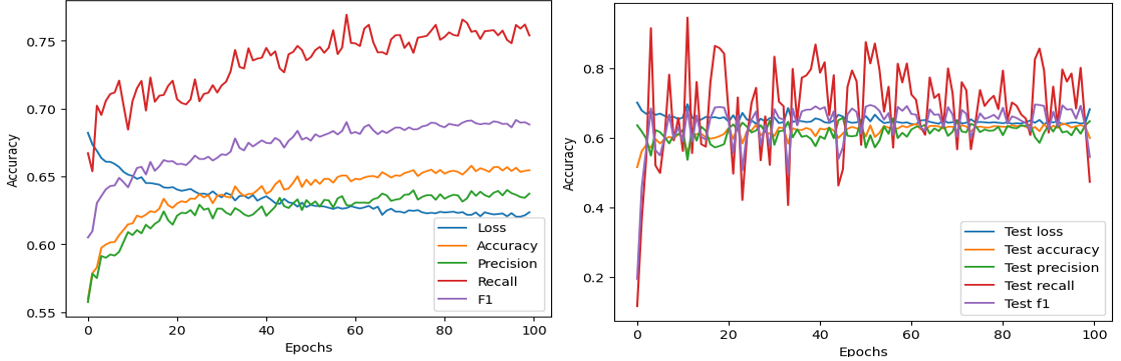 Accuracy
0.75
0.70
0.65
0.60
0.55
0
20
40
60
80
100
Epochs
Loss
Accuracy
Precision
Recall
F1
Accuracy
0.8
0.6
0.4
0.2
0
20
40
60
80
100
Epochs
Test loss
Test accuracy
Test precision
Test recall
Test f1